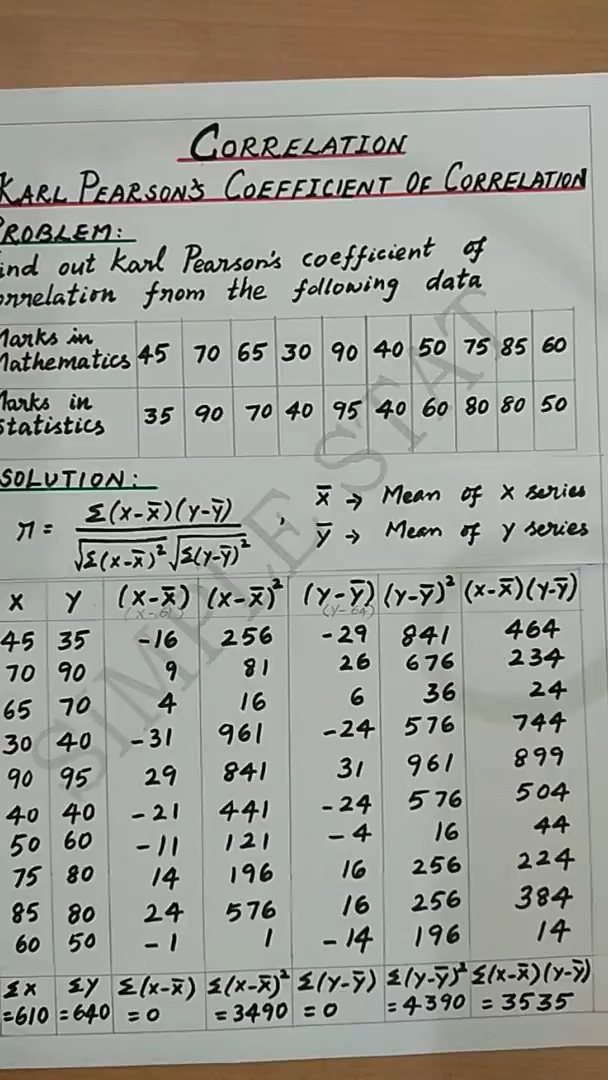 CORRELATION
KARL PEARSON'S COEFFICIENT OF CORRELATION
PROBLEM:
ind out Karl Pearson's coefficient of
orrelation from the following data
Marks in Mathematics 45 70 65 30 90 40 50 75 85 60
Marks in Statistics 35 90 70 40 95 40 60 80 80 50
SOLUTION:
r = Σ(x-x̄)(y-ȳ) / √Σ(x-x̄)² √Σ(y-ȳ)² , x̄ → Mean of X series
ȳ → Mean of y series
X Y (x-x̄) (x-x̄)² (y-ȳ) (y-ȳ)² (x-x̄)(y-ȳ)
(x-61) (y-64)
45 35 -16 256 -29 841 464
70 90 9 81 26 676 234
65 70 4 16 6 36 24
30 40 -31 961 -24 576 744
90 95 29 841 31 961 899
40 40 -21 441 -24 576 504
50 60 -11 121 -4 16 44
75 80 14 196 16 256 224
85 80 24 576 16 256 384
60 50 -1 1 -14 196 14
Σx =610 Σy =640 Σ(x-x̄) =0 Σ(x-x̄)² =3490 Σ(y-ȳ) =0 Σ(y-ȳ)² =4390 Σ(x-x̄)(y-ȳ) =3535
SIMPLE STAT